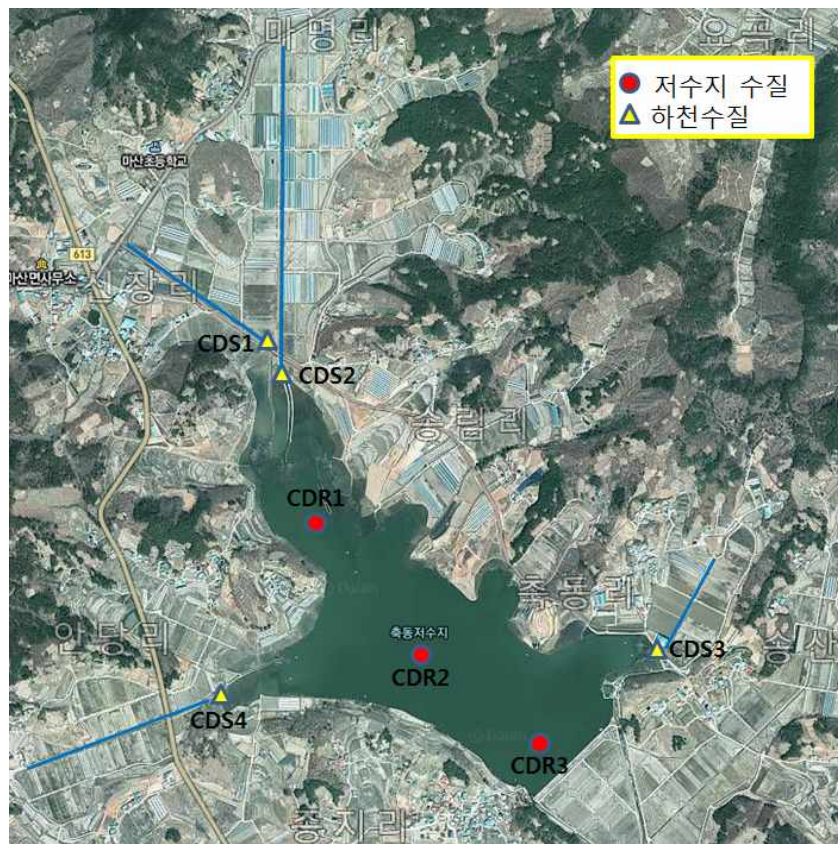 마명리
요곡리
저수지 수질
하천수질
마산초등학교
613
마산면사무소
신장리
CDS1
CDS2
송림리
CDR1
축동리
축동저수지
CDS3
송산
안당리
CDR2
CDS4
CDR3
종지리